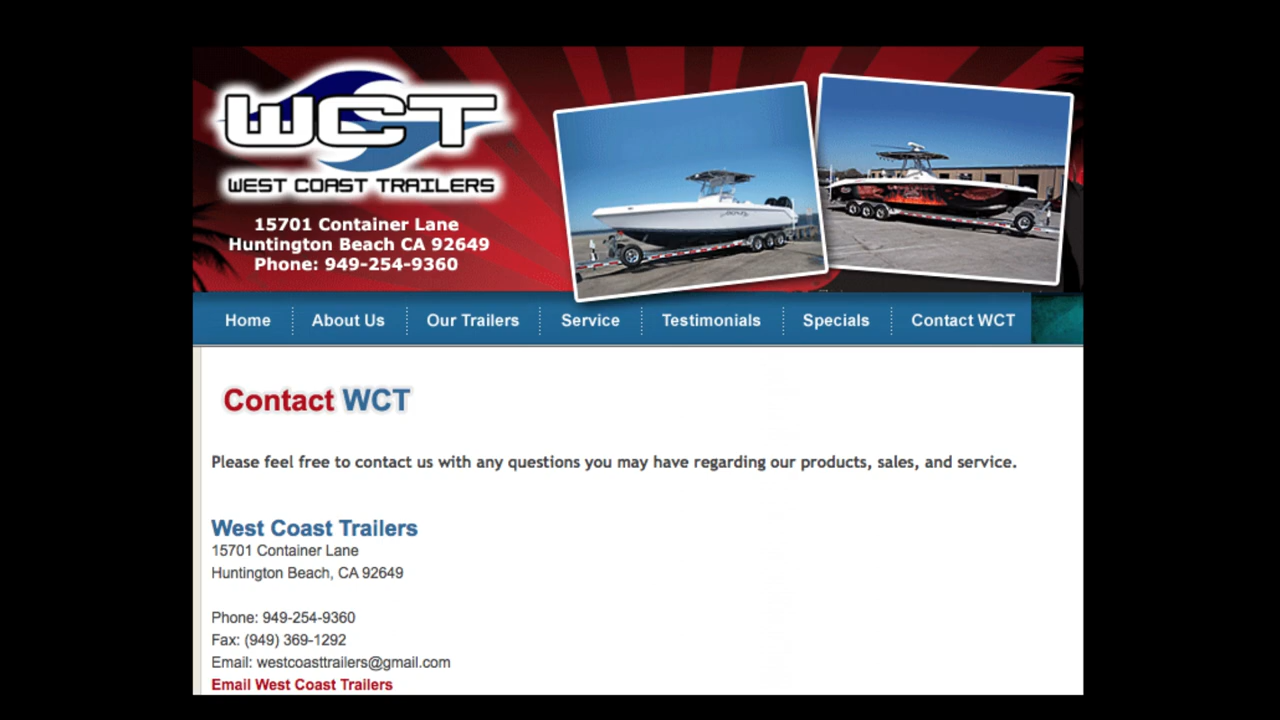 WCT
WEST COAST TRAILERS
15701 Container Lane
Huntington Beach CA 92649
Phone: 949-254-9360
Home
About Us
Our Trailers
Service
Testimonials
Specials
Contact WCT
Contact WCT
Please feel free to contact us with any questions you may have regarding our products, sales, and service.
West Coast Trailers
15701 Container Lane
Huntington Beach, CA 92649
Phone: 949-254-9360
Fax: (949) 369-1292
Email: westcoasttrailers@gmail.com
Email West Coast Trailers